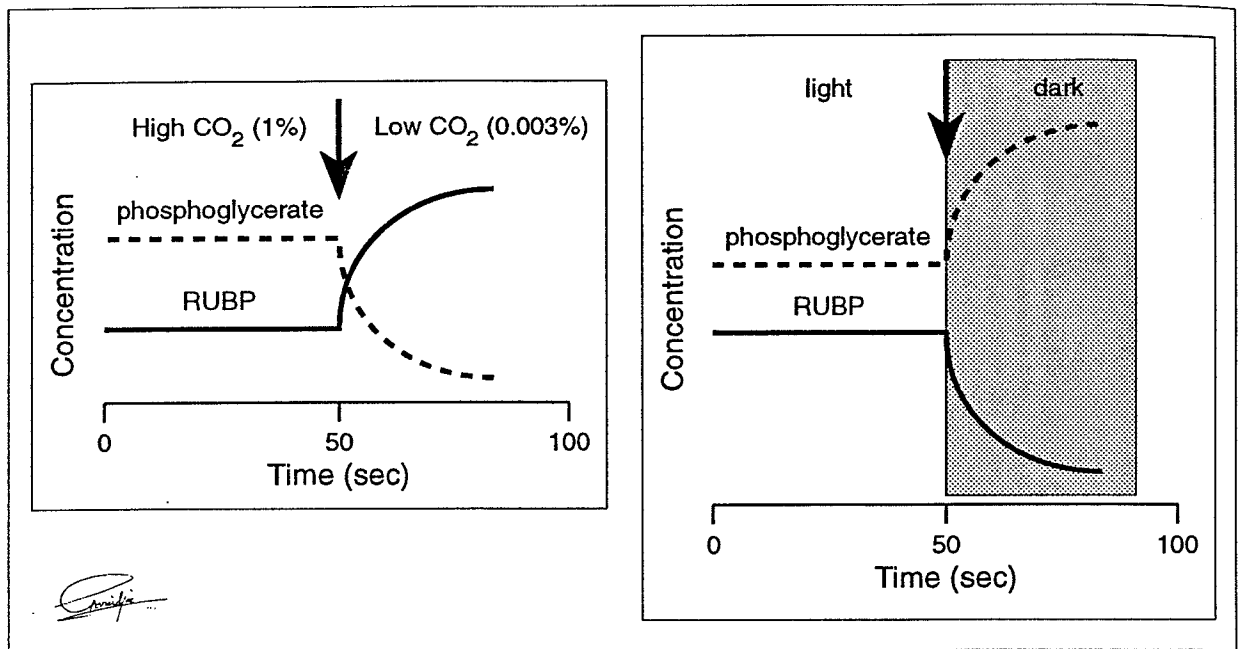 High CO₂ (1%)
Low CO₂ (0.003%)
phosphoglycerate
RUBP
Concentration
0
50
100
Time (sec)
light
dark
phosphoglycerate
RUBP
Concentration
0
50
100
Time (sec)